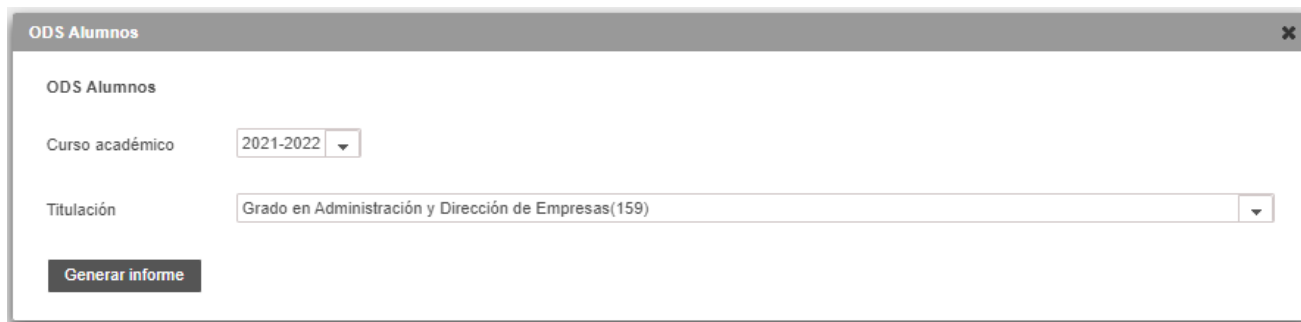 ODS Alumnos
ODS Alumnos
Curso académico 2021-2022
Titulación Grado en Administración y Dirección de Empresas(159)
Generar informe